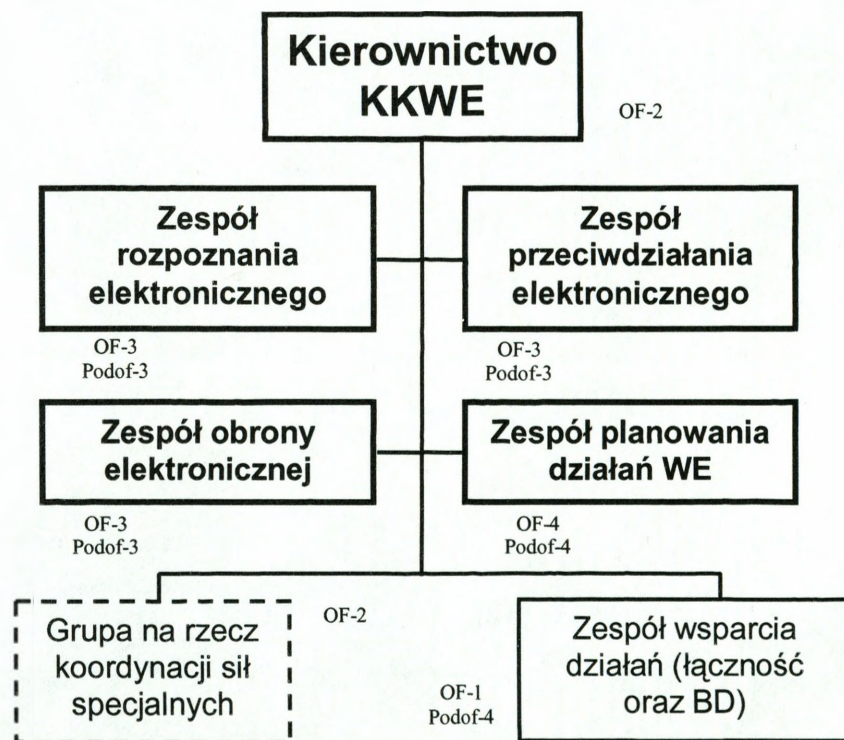 Kierownictwo
KKWE
OF-2
Zespół
rozpoznania
elektronicznego
OF-3
Podof-3
Zespół
przeciwdziałania
elektronicznego
OF-3
Podof-3
Zespół obrony
elektronicznej
OF-3
Podof-3
Zespół planowania
działań WE
OF-4
Podof-4
Grupa na rzecz
koordynacji sił
specjalnych
OF-2
Zespół wsparcia
działań (łączność
oraz BD)
OF-1
Podof-4